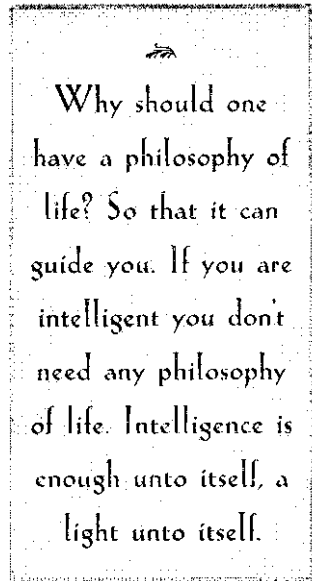 Why should one
have a philosophy of
life? So that it can
guide you. If you are
intelligent you don't
need any philosophy
of life. Intelligence is
enough unto itself, a
light unto itself.